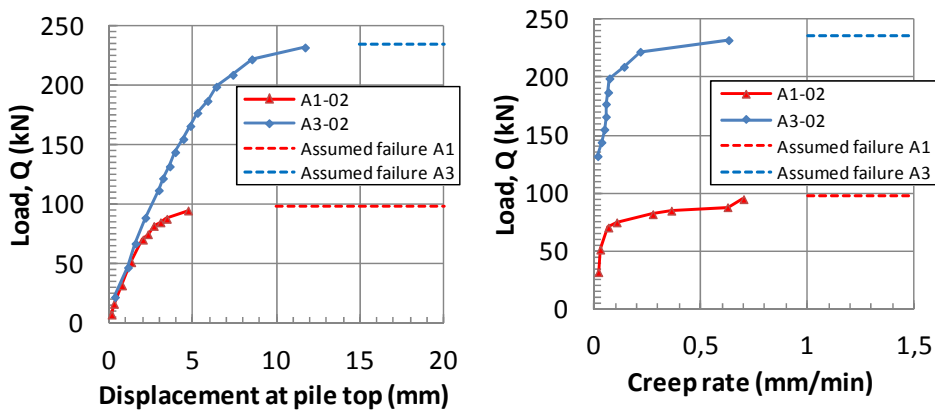 Load, Q (kN)
250
200
150
100
50
0
A1-02
A3-02
Assumed failure A1
Assumed failure A3
0
5
10
15
20
Displacement at pile top (mm)
Load, Q (kN)
250
200
150
100
50
0
A1-02
A3-02
Assumed failure A1
Assumed failure A3
0
0,5
1
1,5
Creep rate (mm/min)